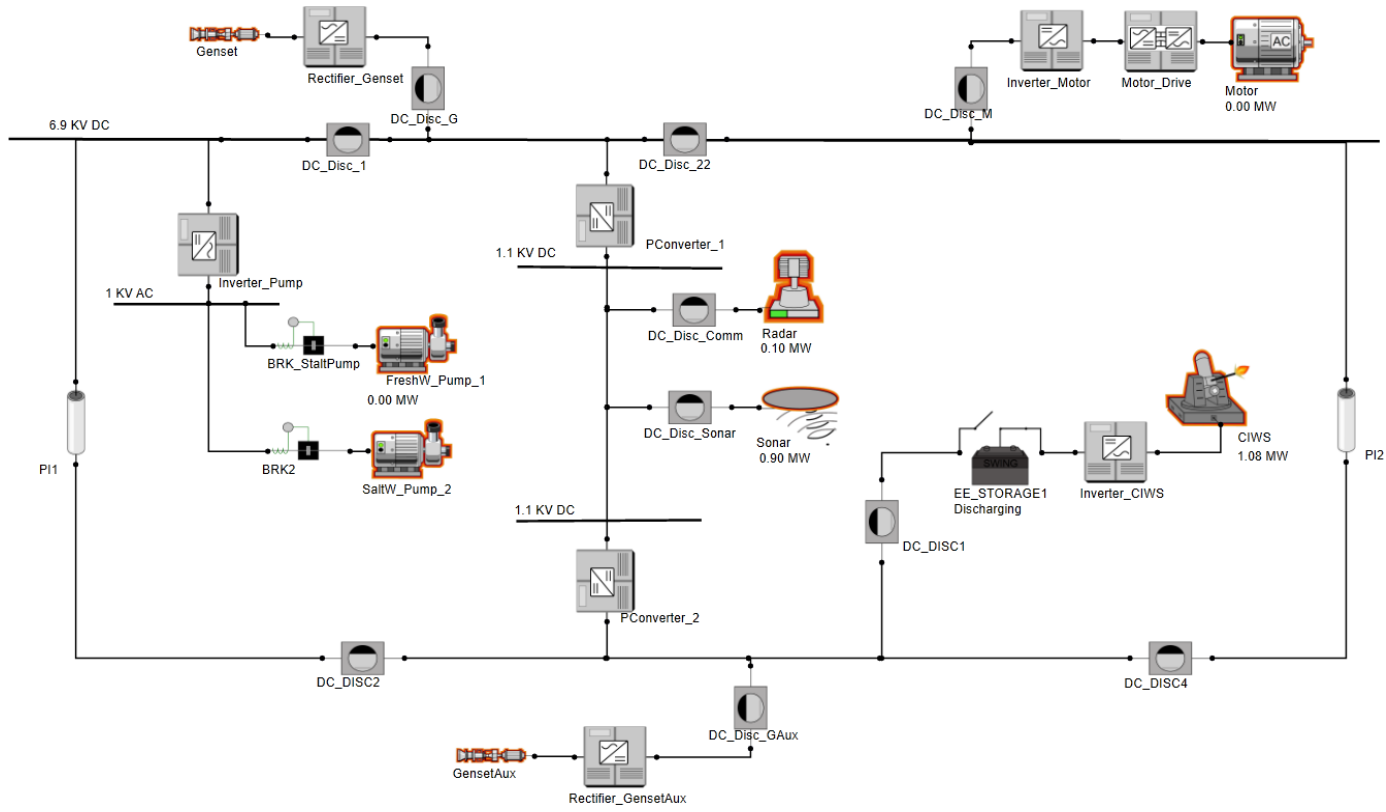 Genset
Rectifier_Genset
DC_Disc_G
Inverter_Motor
Motor_Drive
AC
Motor
0.00 MW
DC_Disc_M
6.9 KV DC
DC_Disc_1
DC_Disc_22
PConverter_1
Inverter_Pump
1.1 KV DC
1 KV AC
BRK_StaltPump
FreshW_Pump_1
0.00 MW
DC_Disc_Comm
Radar
0.10 MW
DC_Disc_Sonar
Sonar
0.90 MW
CIWS
1.08 MW
PI1
BRK2
SaltW_Pump_2
PI2
SWING
EE_STORAGE1
Discharging
Inverter_CIWS
1.1 KV DC
DC_DISC1
PConverter_2
DC_DISC2
DC_DISC4
DC_Disc_GAux
GensetAux
Rectifier_GensetAux